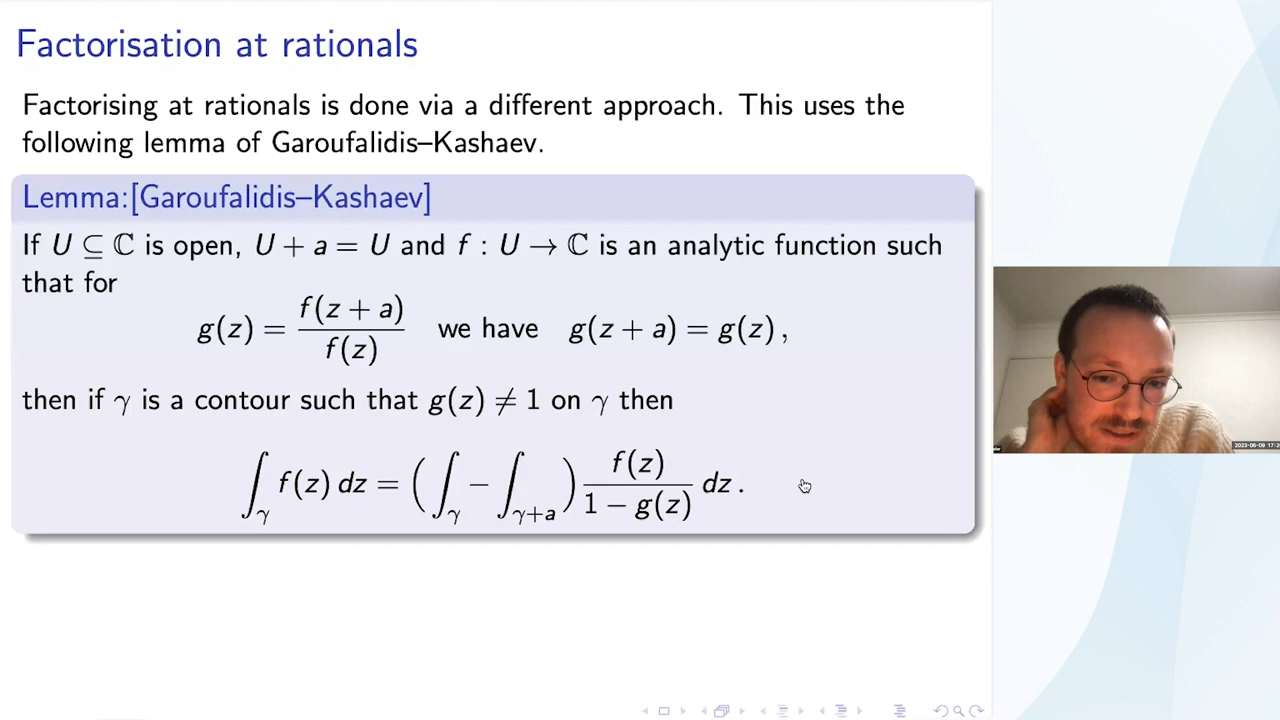 Factorisation at rationals
Factorising at rationals is done via a different approach. This uses the
following lemma of Garoufalidis–Kashaev.
Lemma:[Garoufalidis–Kashaev]
If U ⊆ ℂ is open, U + a = U and f : U → ℂ is an analytic function such
that for
g(z) = f(z + a) / f(z) we have g(z + a) = g(z) ,
then if γ is a contour such that g(z) ≠ 1 on γ then
∫_γ f(z) dz = (∫_γ − ∫_{γ+a}) f(z) / (1 − g(z)) dz .